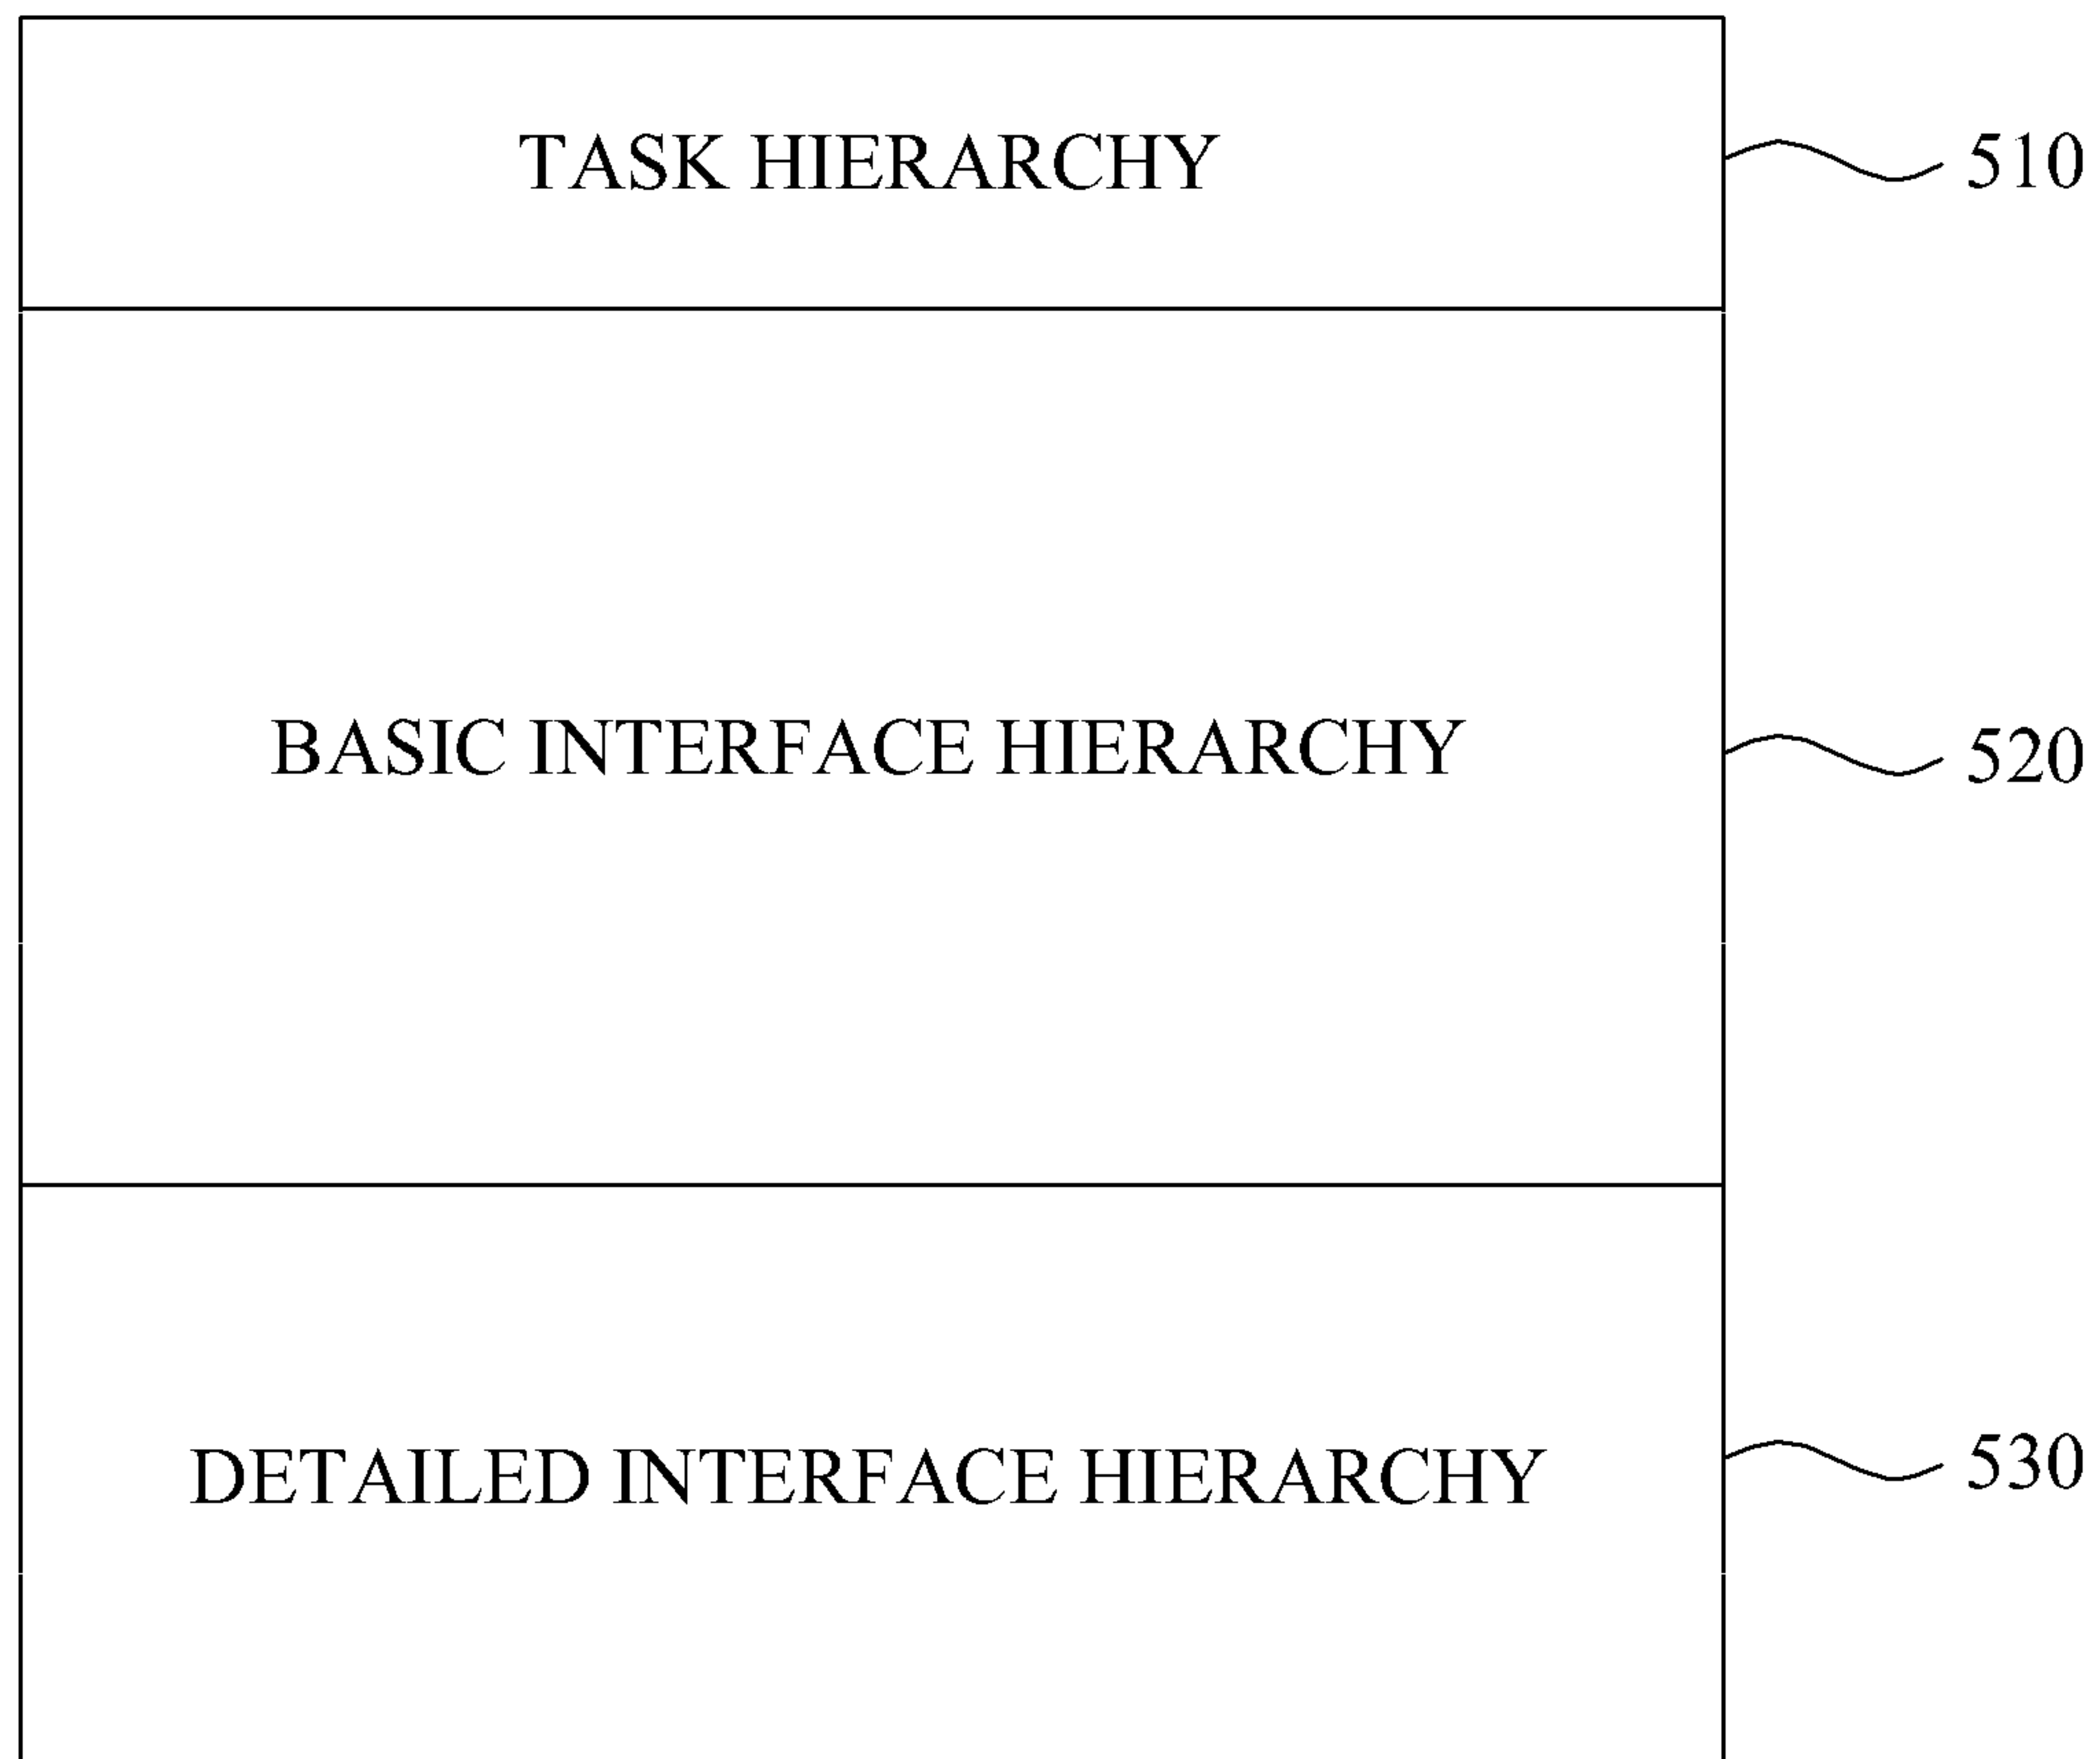 TASK HIERARCHY
510
BASIC INTERFACE HIERARCHY
520
DETAILED INTERFACE HIERARCHY
530